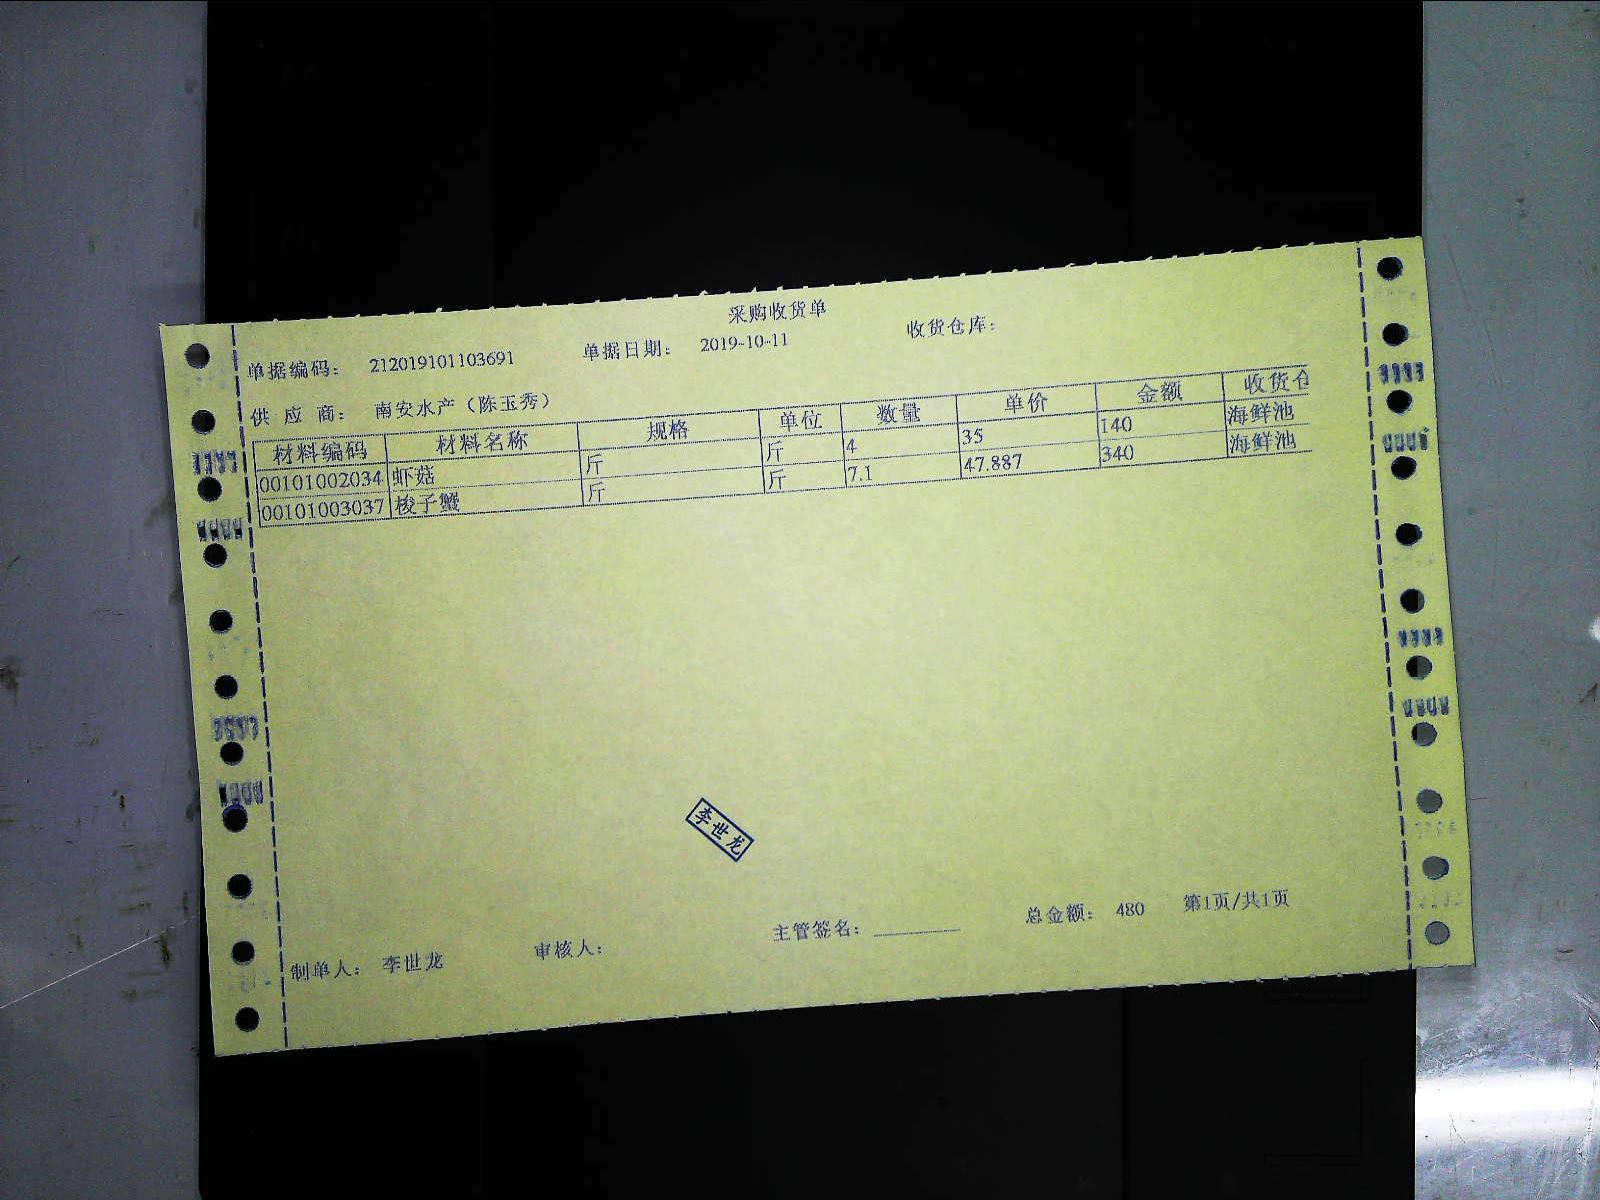 采购收货单
单据编码： 212019101103691 单据日期： 2019-10-11 收货仓库：
供 应 商： 南安水产（陈玉秀）
材料编码 材料名称 规格 单位 数量 单价 金额 收货仓
00101002034 虾菇 斤 斤 4 35 140 海鲜池
00101003037 梭子蟹 斤 斤 7.1 47.887 340 海鲜池
李世龙
制单人： 李世龙 审核人： 主管签名： 总金额： 480 第1页/共1页